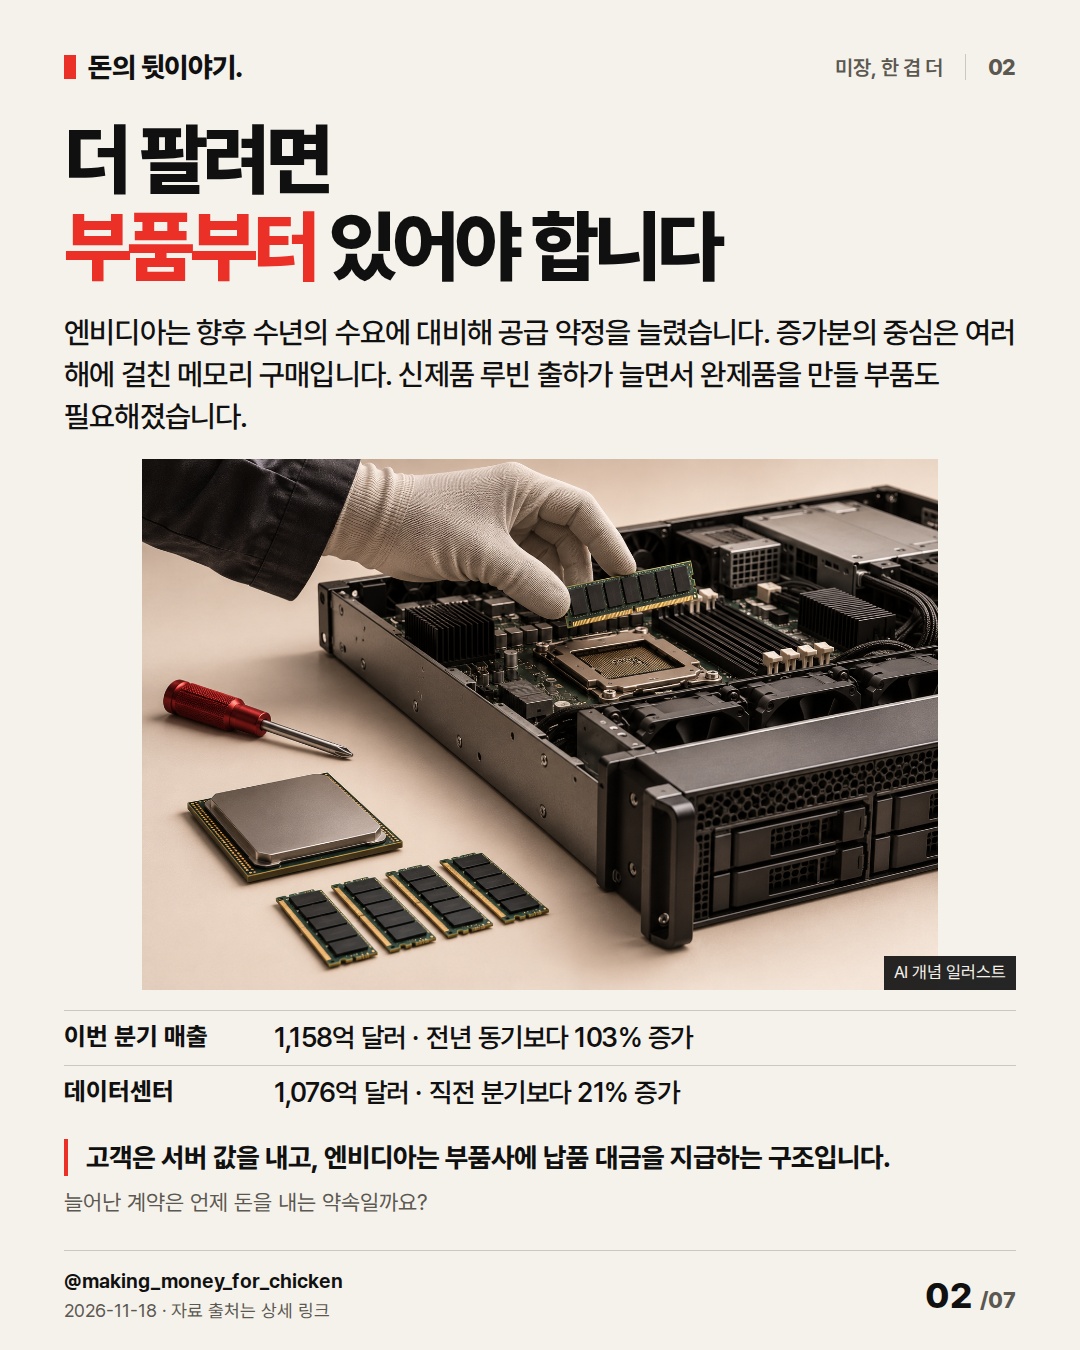 돈의 뒷이야기.
미장, 한 겹 더 02
더 팔려면
부품부터 있어야 합니다
엔비디아는 향후 수년의 수요에 대비해 공급 약정을 늘렸습니다. 증가분의 중심은 여러
해에 걸친 메모리 구매입니다. 신제품 루빈 출하가 늘면서 완제품을 만들 부품도
필요해졌습니다.
AI 개념 일러스트
이번 분기 매출 1,158억 달러 · 전년 동기보다 103% 증가
데이터센터 1,076억 달러 · 직전 분기보다 21% 증가
고객은 서버 값을 내고, 엔비디아는 부품사에 납품 대금을 지급하는 구조입니다.
늘어난 계약은 언제 돈을 내는 약속일까요?
@making_money_for_chicken
2026-11-18 · 자료 출처는 상세 링크
02 /07